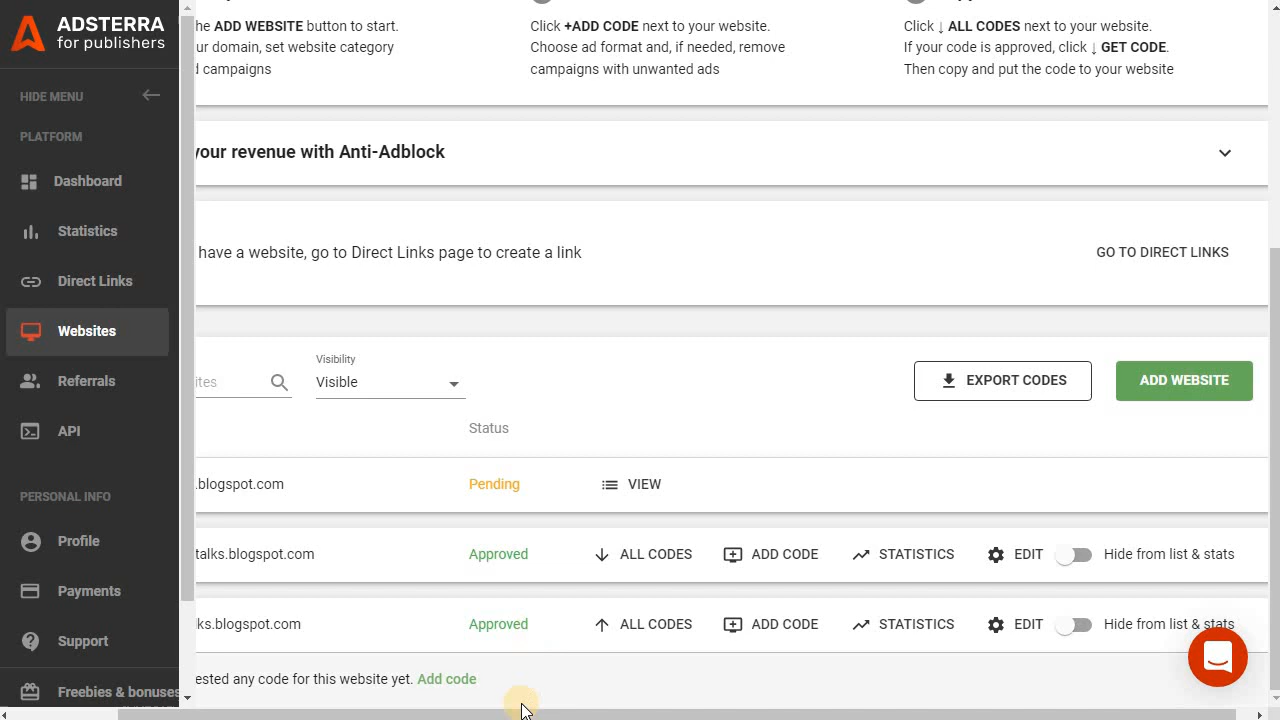 ADSTERRA
for publishers
HIDE MENU
PLATFORM
Dashboard
Statistics
Direct Links
Websites
Referrals
API
PERSONAL INFO
Profile
Payments
Support
Freebies & bonuses
he ADD WEBSITE button to start.
ur domain, set website category
d campaigns
Click +ADD CODE next to your website.
Choose ad format and, if needed, remove
campaigns with unwanted ads
Click ↓ ALL CODES next to your website.
If your code is approved, click ↓ GET CODE.
Then copy and put the code to your website
your revenue with Anti-Adblock
have a website, go to Direct Links page to create a link
GO TO DIRECT LINKS
ites
Visibility
Visible
EXPORT CODES
ADD WEBSITE
Status
.blogspot.com Pending VIEW
talks.blogspot.com Approved ALL CODES ADD CODE STATISTICS EDIT Hide from list & stats
lks.blogspot.com Approved ALL CODES ADD CODE STATISTICS EDIT Hide from list & stats
ested any code for this website yet. Add code